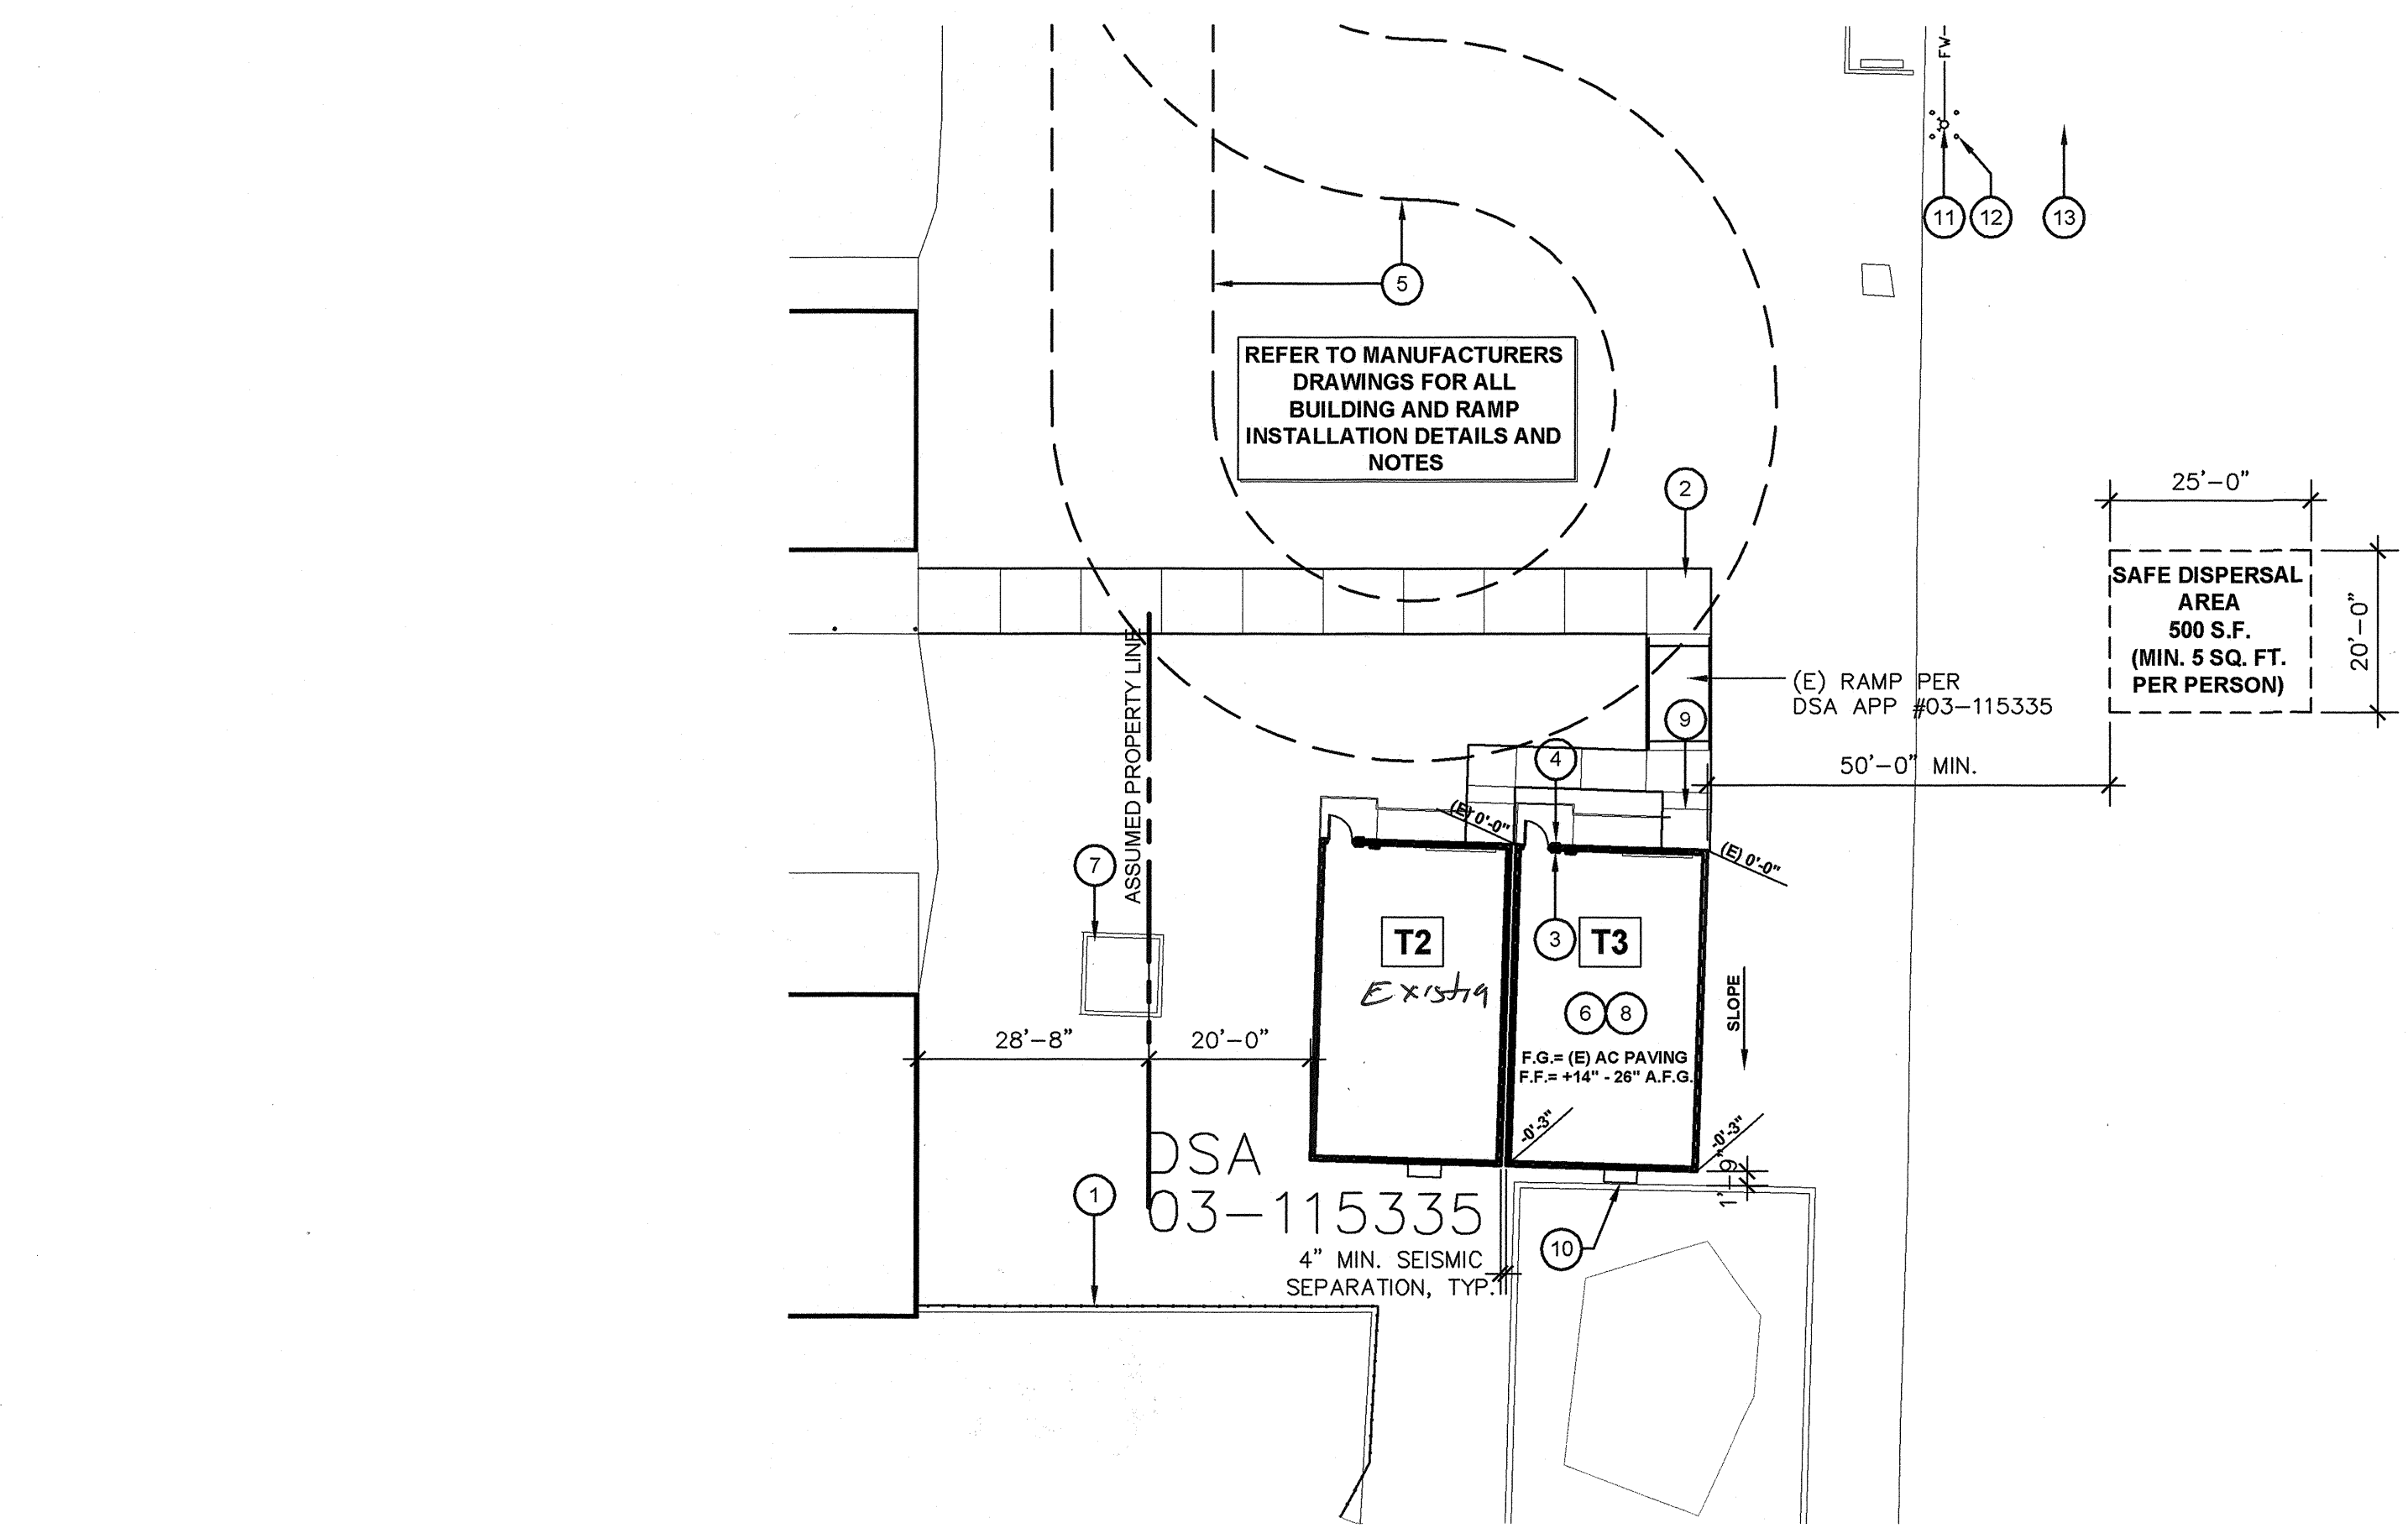 FW-
11
12
13
5
REFER TO MANUFACTURERS
DRAWINGS FOR ALL
BUILDING AND RAMP
INSTALLATION DETAILS AND
NOTES
2
25'-0"
SAFE DISPERSAL
AREA
500 S.F.
(MIN. 5 SQ. FT.
PER PERSON)
20'-0"
ASSUMED PROPERTY LINE
(E) RAMP PER
DSA APP #03-115335
9
4
50'-0" MIN.
(E) 0'-0"
(E) 0'-0"
7
T2
Existig
3
T3
6
8
SLOPE
28'-8"
20'-0"
F.G.= (E) AC PAVING
F.F.= +14" - 26" A.F.G.
-0'-3"
-0'-3"
1'-9"
DSA
03-115335
1
10
4" MIN. SEISMIC
SEPARATION, TYP.